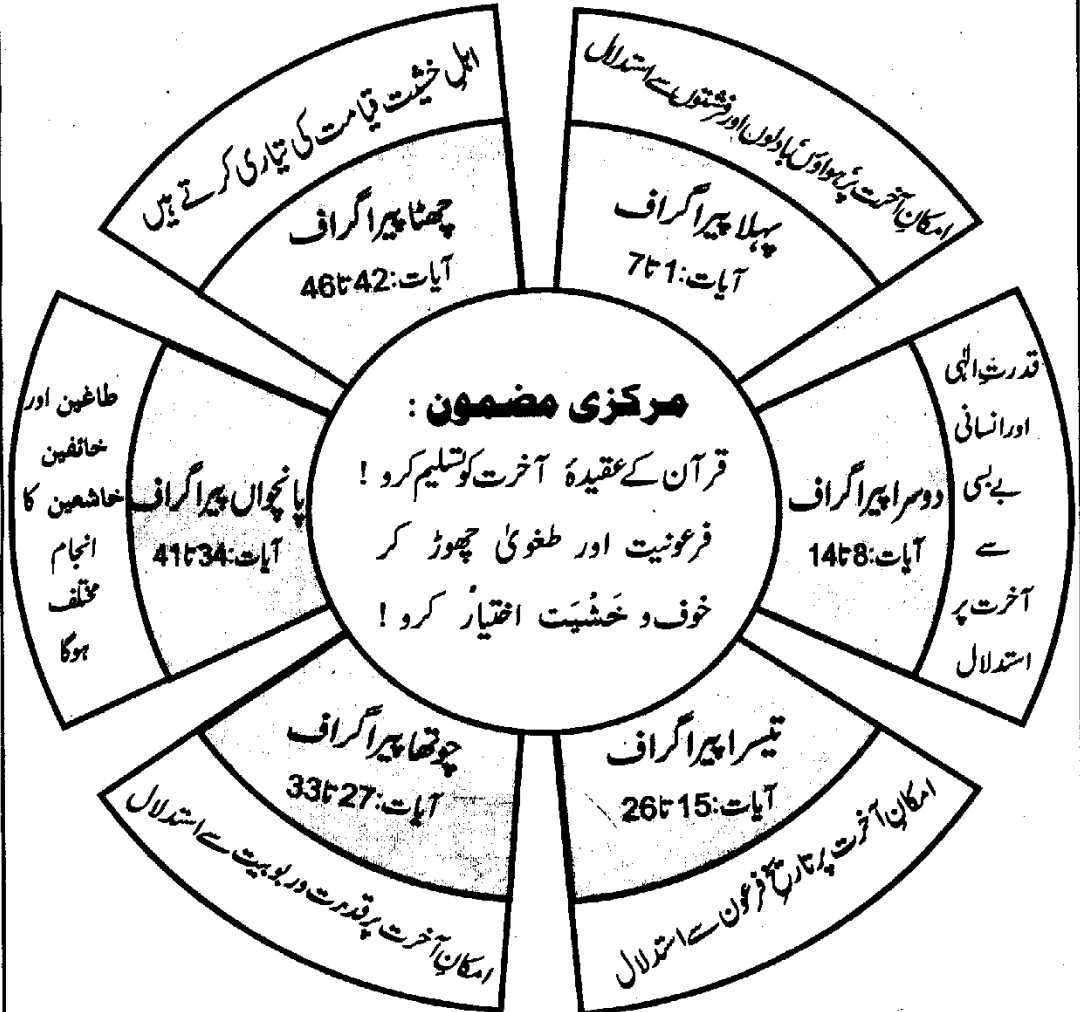 مرکزی مضمون :
قرآن کے عقیدۂ آخرت کو تسلیم کرو !
فرعونیت اور طغویٰ چھوڑ کر
خوف و خَشْیَت اختیار کرو !
امکانِ آخرت پر ہواؤں، بادلوں اور فرشتوں سے استدلال
پہلا پیراگراف
آیات:1 تا 7
قدرتِ الٰہی
اور انسانی
بے بسی
سے
آخرت پر
استدلال
دوسرا پیراگراف
آیات:8 تا 14
امکانِ آخرت پر تاریخِ فرعون سے استدلال
تیسرا پیراگراف
آیات:15 تا 26
امکانِ آخرت پر قدرت و ربوبیت سے استدلال
چوتھا پیراگراف
آیات:27 تا 33
طاغین اور
خائفین
خاشعین کا
انجام
مختلف
ہوگا
پانچواں پیراگراف
آیات:34 تا 41
اہلِ خشیت قیامت کی تیاری کرتے ہیں
چھٹا پیراگراف
آیات:42 تا 46